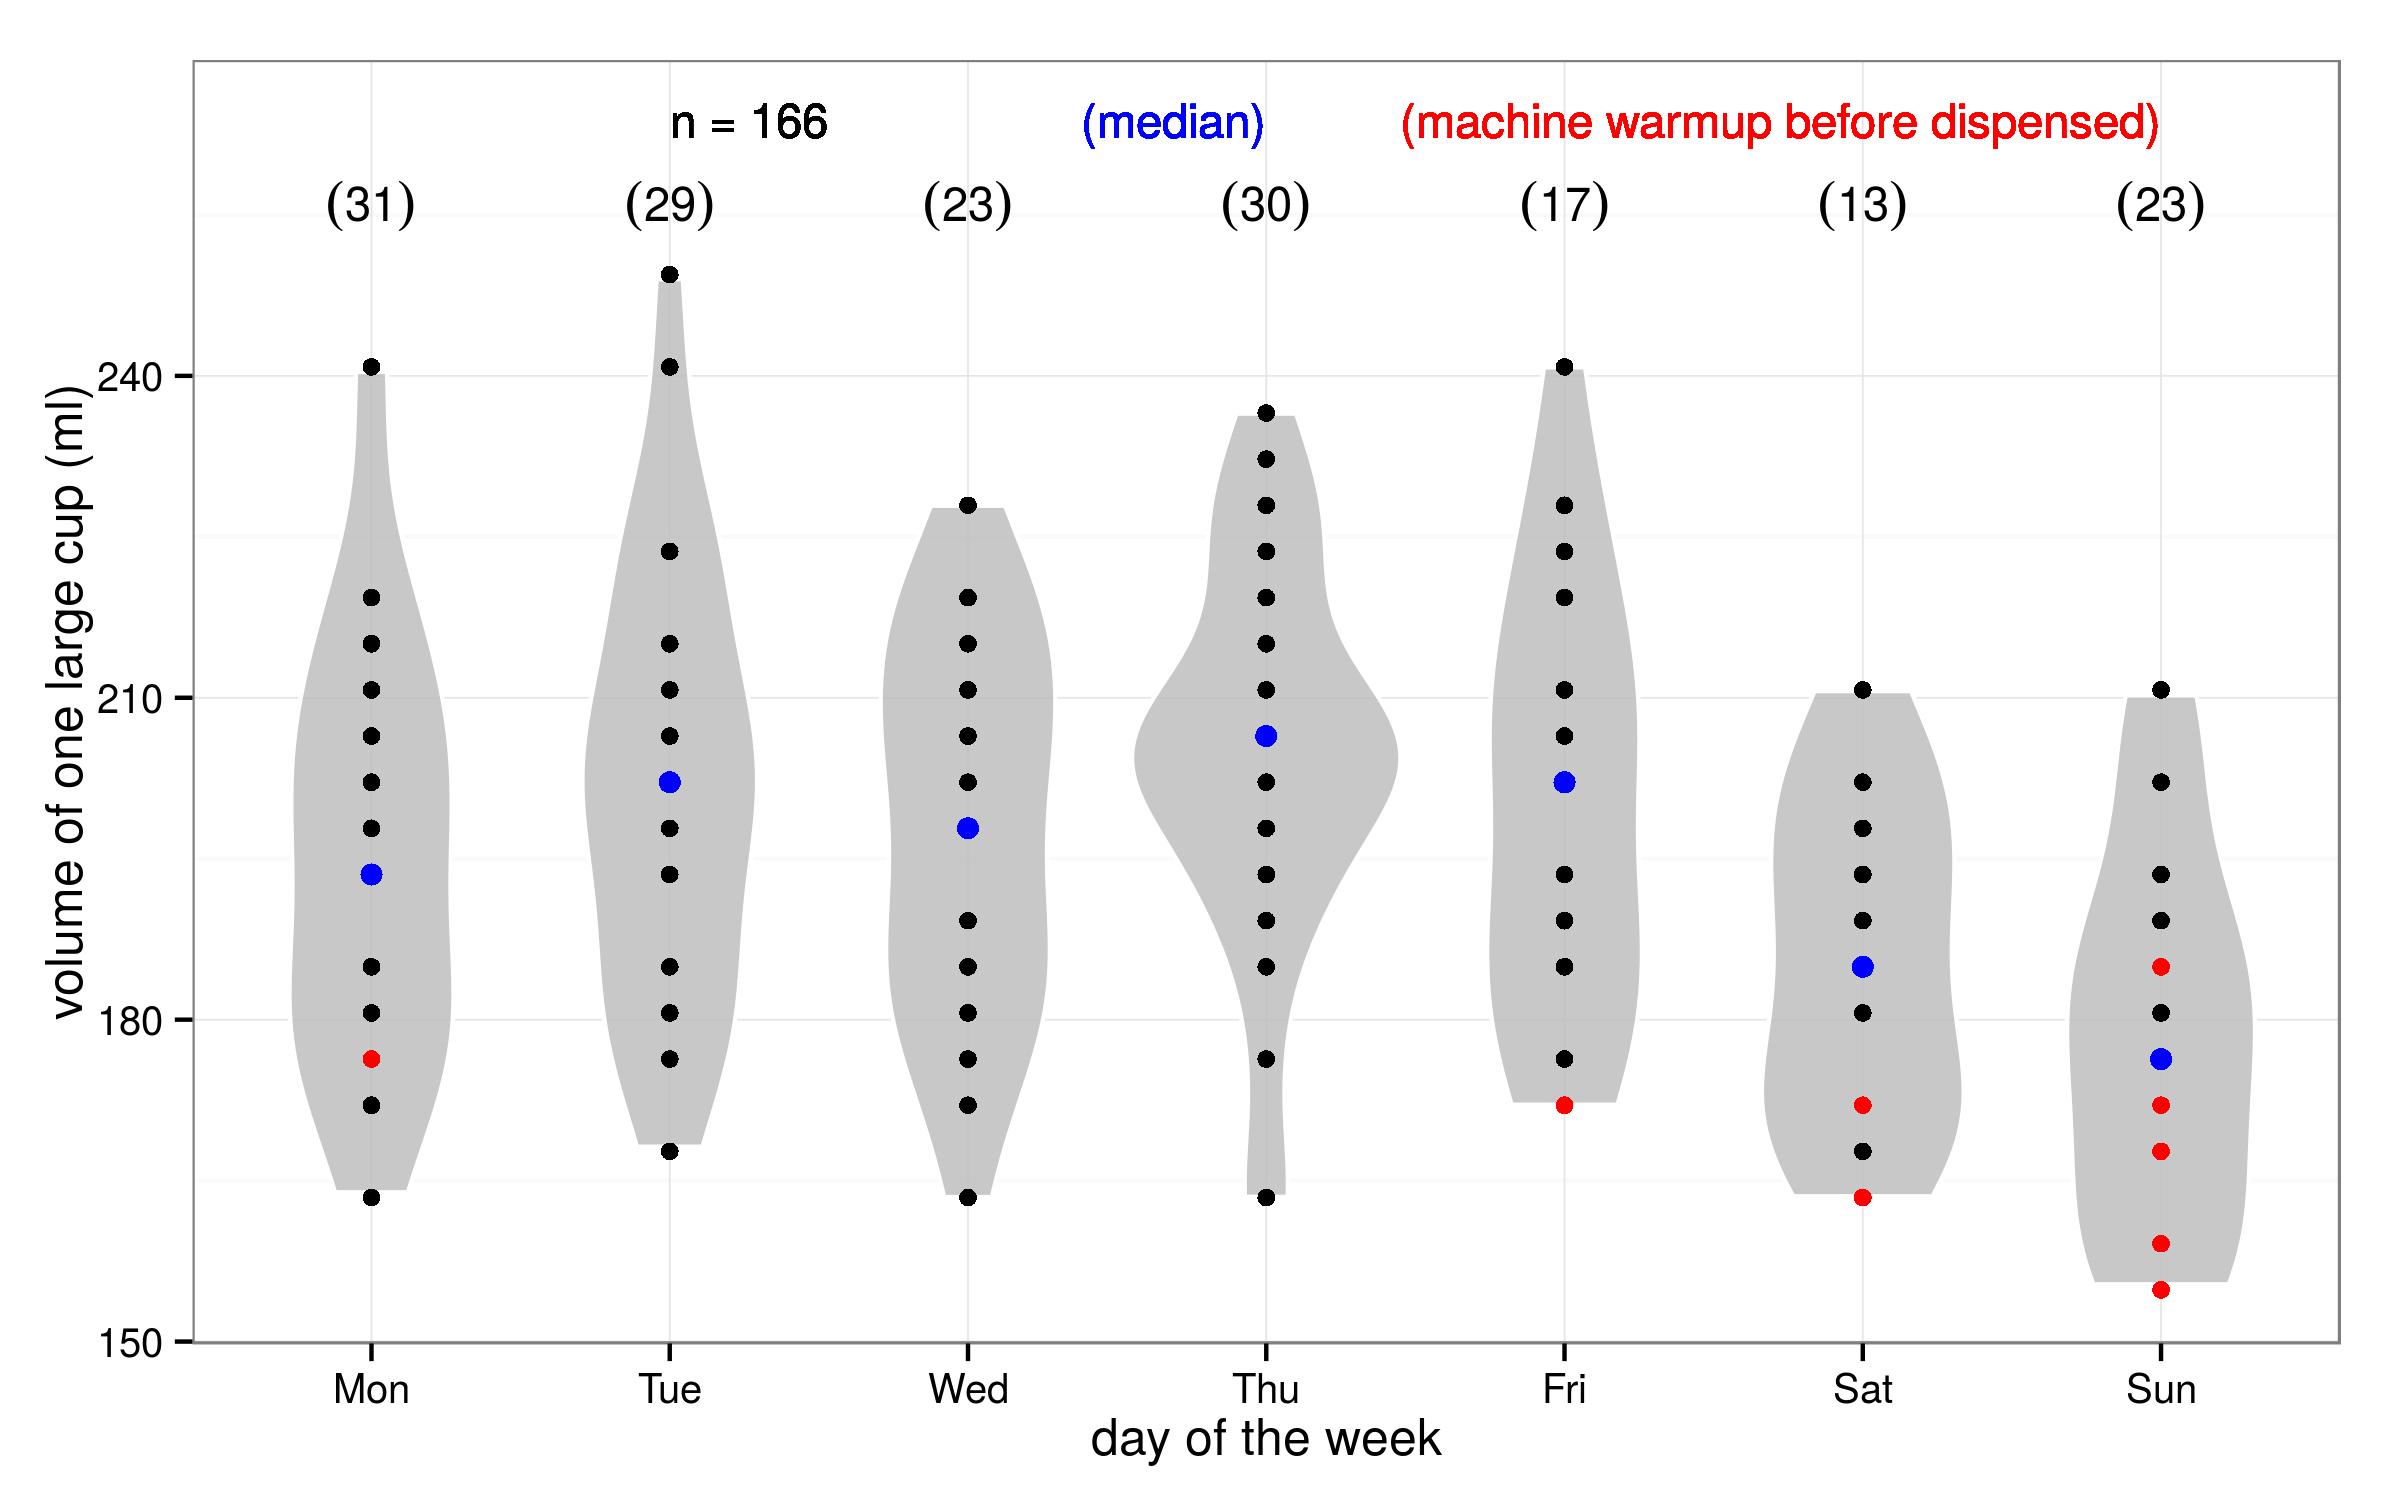 n = 166 (median) (machine warmup before dispensed)
(31) (29) (23) (30) (17) (13) (23)
volume of one large cup (ml)
240
210
180
150
Mon Tue Wed Thu Fri Sat Sun
day of the week